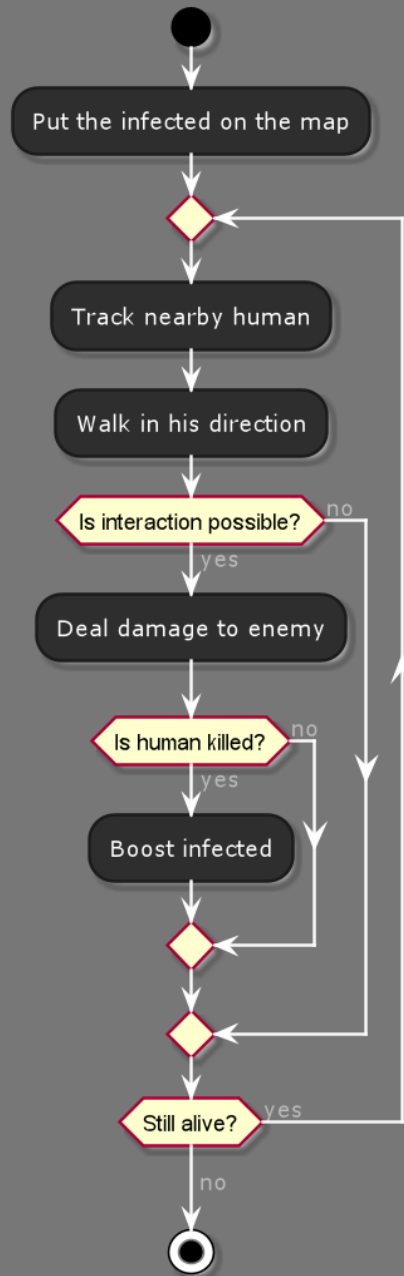 Put the infected on the map
Track nearby human
Walk in his direction
Is interaction possible?
no
yes
Deal damage to enemy
Is human killed?
no
yes
Boost infected
Still alive?
yes
no